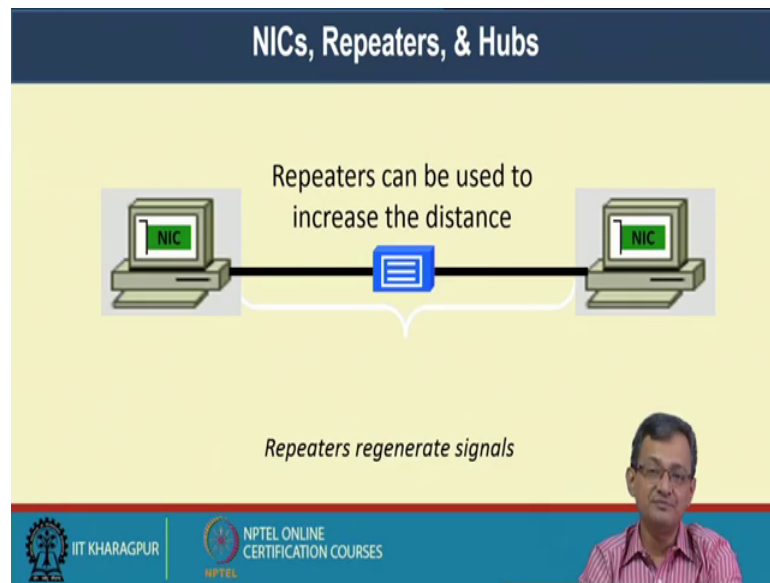 NICs, Repeaters, & Hubs
Repeaters can be used to
increase the distance
NIC
NIC
Repeaters regenerate signals
IIT KHARAGPUR
NPTEL
NPTEL ONLINE
CERTIFICATION COURSES